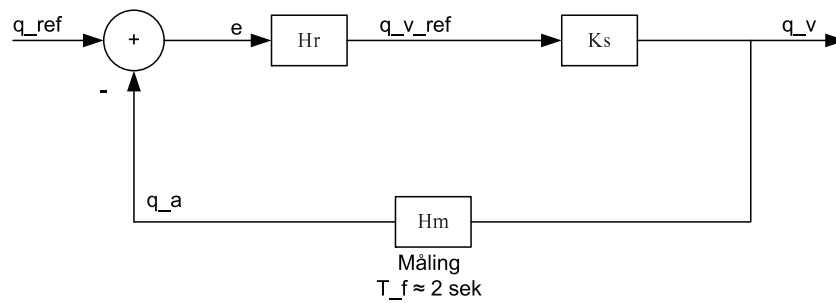 q_ref
+
e
Hr
q_v_ref
Ks
q_v
-
q_a
Hm
Måling
T_f ≈ 2 sek